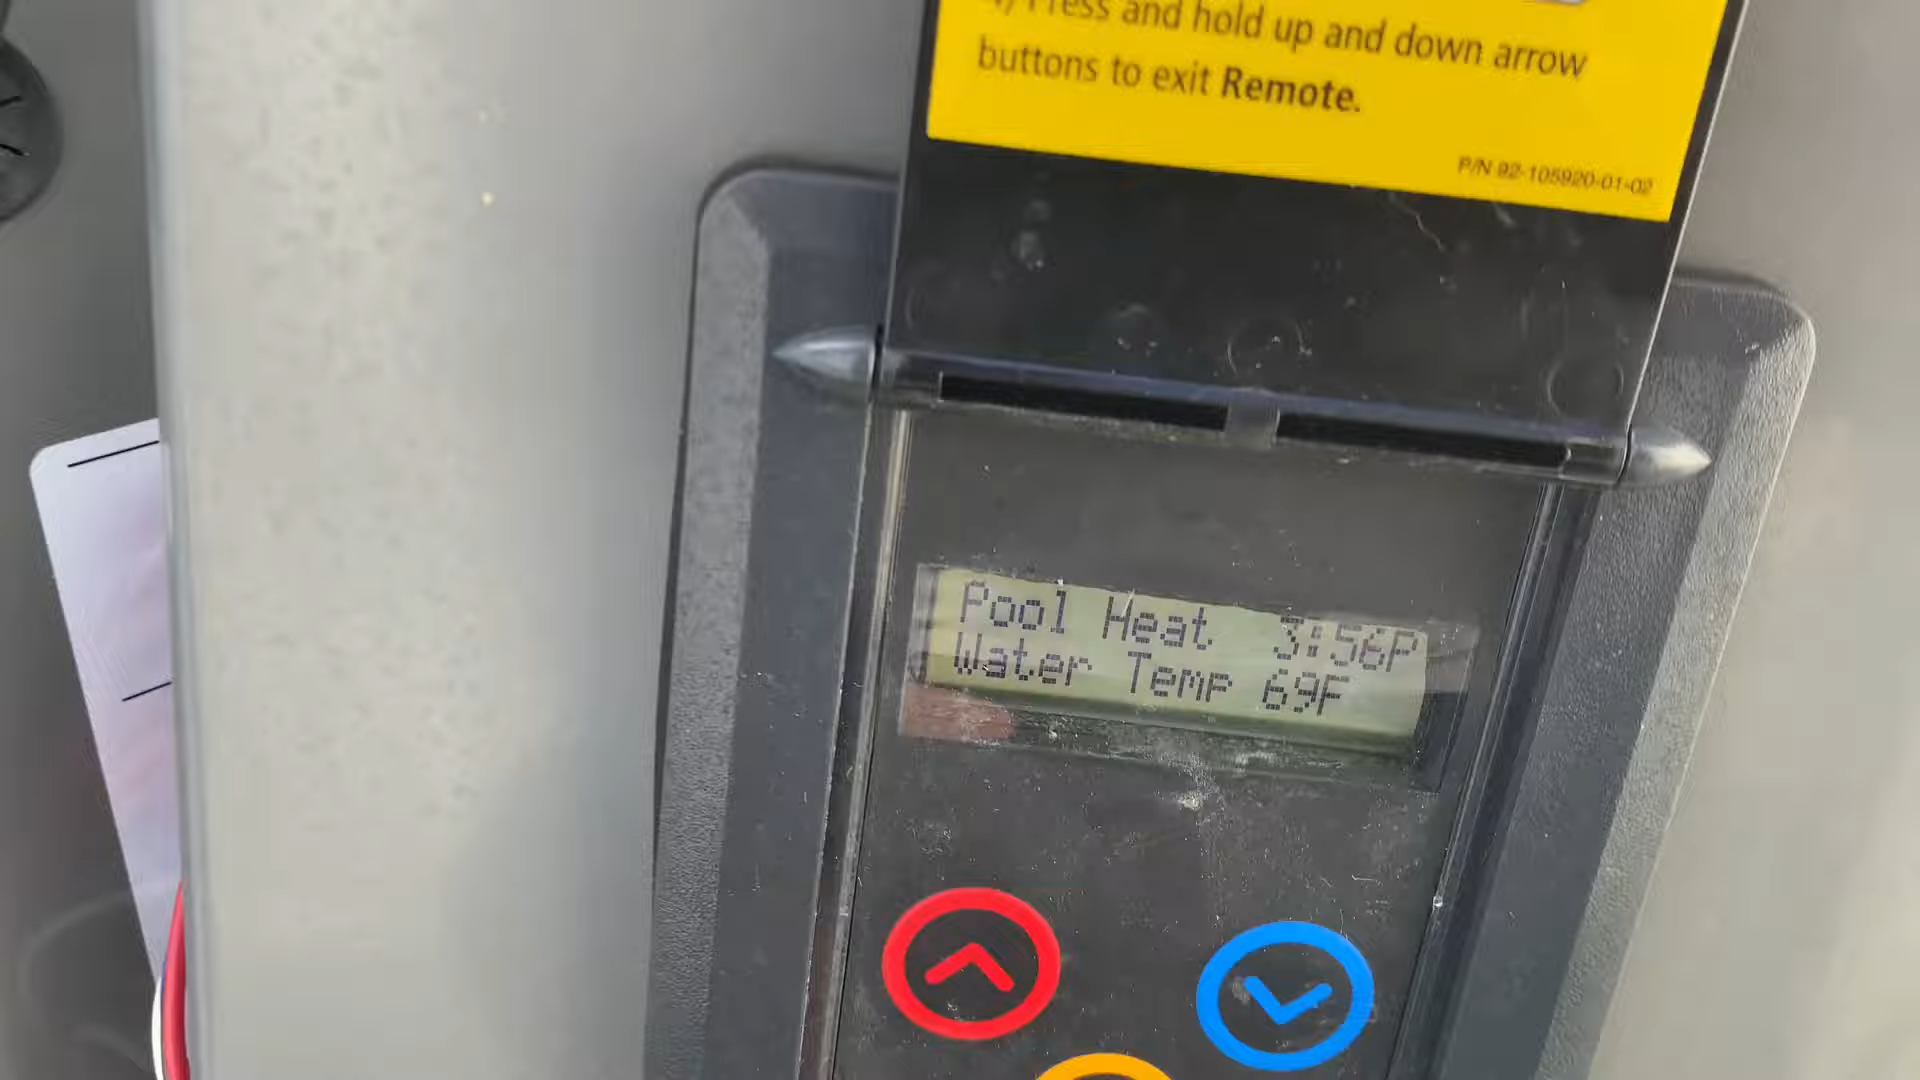 Press and hold up and down arrow
buttons to exit Remote.
P/N 92-105920-01-02
Pool Heat 3:56P
Water Temp 69F